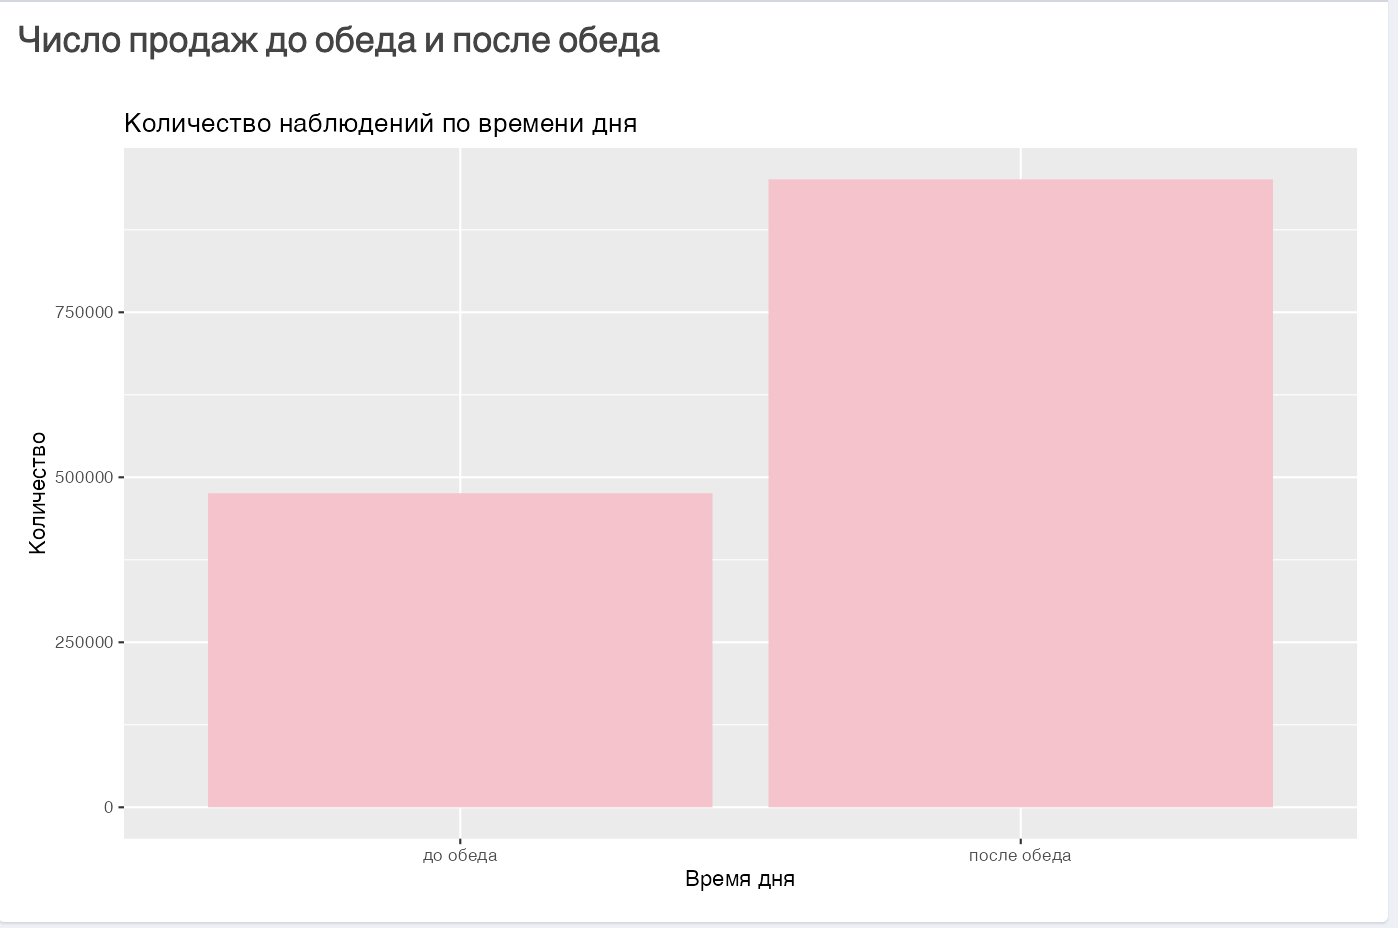 Число продаж до обеда и после обеда
Количество наблюдений по времени дня
Количество
750000
500000
250000
0
до обеда
после обеда
Время дня